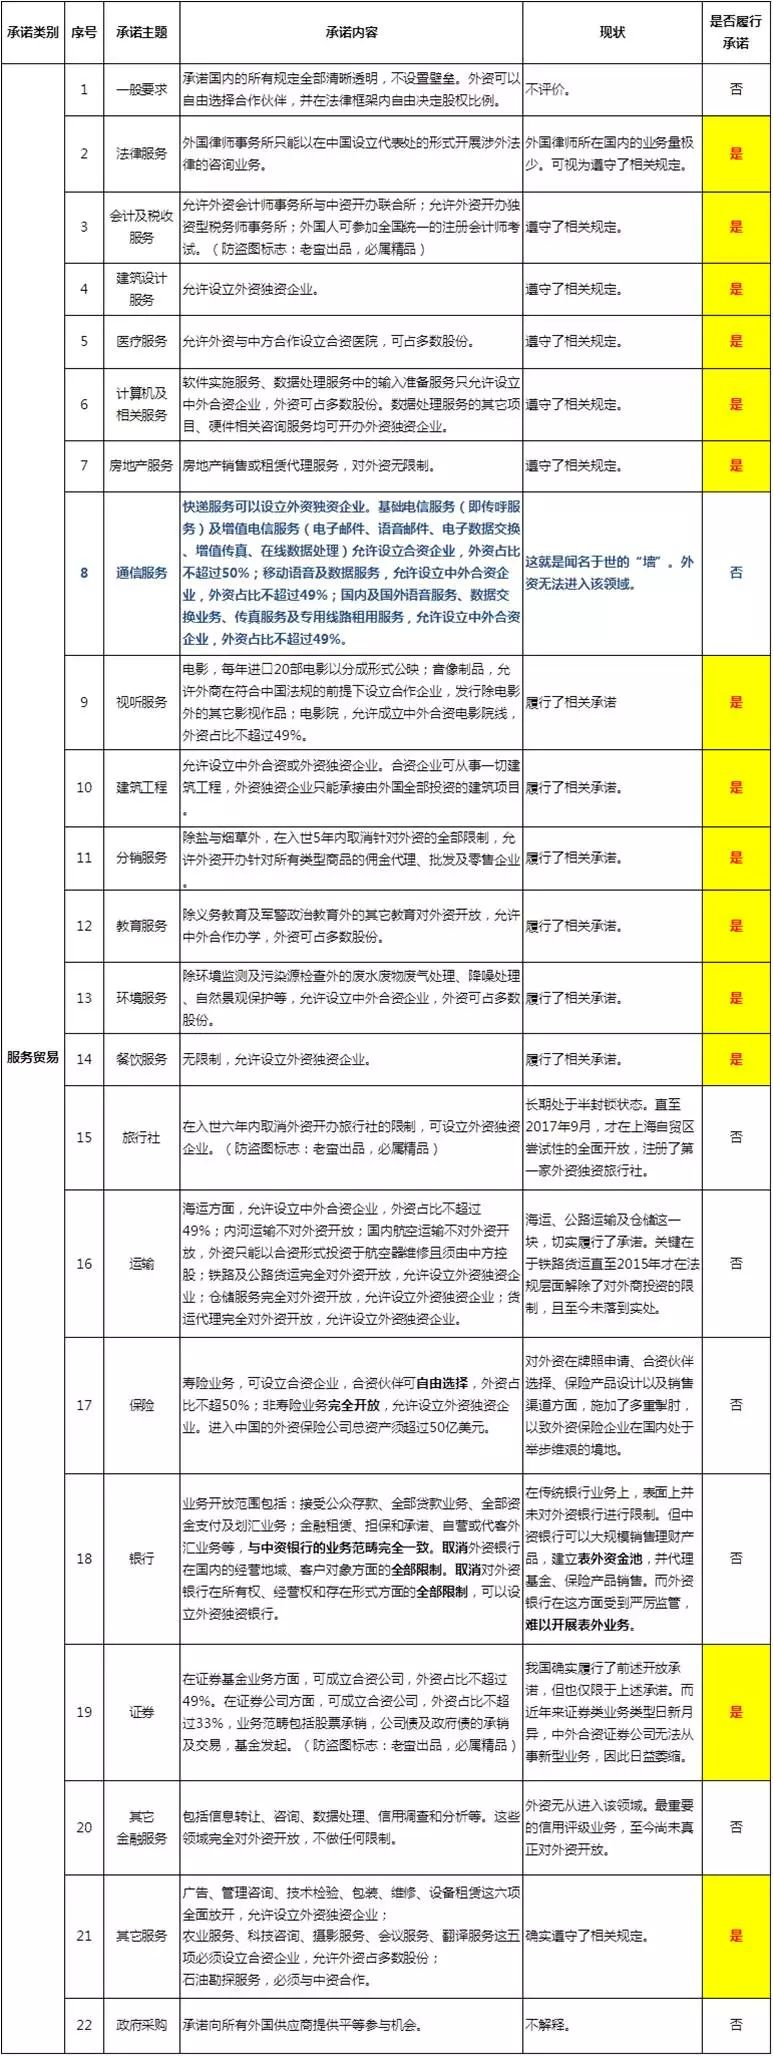 承诺类别 序号 承诺主题 承诺内容 现状 是否履行
承诺
服务贸易
1 一般要求 承诺国内的所有规定全部清晰透明，不设置壁垒。外资可以
自由选择合作伙伴，并在法律框架内自由决定股权比例。
不评价。 否
2 法律服务 外国律师事务所只能以在中国设立代表处的形式开展涉外法
律的咨询业务。
外国律师所在国内的业务量极
少。可视为遵守了相关规定。
是
3 会计及税收
服务
允许外资会计师事务所与中资开办联合所；允许外资开办独
资型税务师事务所；外国人可参加全国统一的注册会计师考
试。（防盗图标志：老蛮出品，必属精品）
遵守了相关规定。 是
4 建筑设计
服务
允许设立外资独资企业。 遵守了相关规定。 是
5 医疗服务 允许外资与中方合作设立合资医院，可占多数股份。 遵守了相关规定。 是
6 计算机及
相关服务
软件实施服务、数据处理服务中的输入准备服务只允许设立
中外合资企业，外资可占多数股份。数据处理服务的其它项
目、硬件相关咨询服务均可开办外资独资企业。
遵守了相关规定。 是
7 房地产服务 房地产销售或租赁代理服务，对外资无限制。 遵守了相关规定。 是
8 通信服务 快递服务可以设立外资独资企业。基础电信服务（即传呼服
务）及增值电信服务（电子邮件、语音邮件、电子数据交换
、增值传真、在线数据处理）允许设立合资企业，外资占比
不超过50%；移动语音及数据服务，允许设立中外合资企
业，外资占比不超过49%；国内及国外语音服务、数据交
换业务、传真服务及专用线路租用服务，允许设立中外合资
企业，外资占比不超过49%。
这就是闻名于世的“墙”。外
资无法进入该领域。
否
9 视听服务 电影，每年进口20部电影以分成形式公映；音像制品，允
许外商在符合中国法规的前提下设立合作企业，发行除电影
外的其它影视作品；电影院，允许成立中外合资电影院线，
外资占比不超过49%。
履行了相关承诺 是
10 建筑工程 允许设立中外合资或外资独资企业。合资企业可从事一切建
筑工程，外资独资企业只能承接由外国全部投资的建筑项目
。
履行了相关承诺。 是
11 分销服务 除盐与烟草外，在入世5年内取消针对外资的全部限制，允
许外资开办针对所有类型商品的佣金代理、批发及零售企业
。
履行了相关承诺。 是
12 教育服务 除义务教育及军警政治教育外的其它教育对外资开放，允许
中外合作办学，外资可占多数股份。
履行了相关承诺。 是
13 环境服务 除环境监测及污染源检查外的废水废物废气处理、降噪处理
、自然景观保护等，允许设立中外合资企业，外资可占多数
股份。
履行了相关承诺。 是
14 餐饮服务 无限制，允许设立外资独资企业。 履行了相关承诺。 是
15 旅行社 在入世六年内取消外资开办旅行社的限制，可设立外资独资
企业。（防盗图标志：老蛮出品，必属精品）
长期处于半封锁状态。直至
2017年9月，才在上海自贸区
尝试性的全面开放，注册了第
一家外资独资旅行社。
否
16 运输 海运方面，允许设立中外合资企业，外资占比不超过
49%；内河运输不对外资开放；国内航空运输不对外资开
放，外资只能以合资形式投资于航空器维修且须由中方控
股；铁路及公路货运完全对外资开放，允许设立外资独资企
业；仓储服务完全对外资开放，允许设立外资独资企业；货
运代理完全对外资开放，允许设立外资独资企业。
海运、公路运输及仓储这一
块，切实履行了承诺。关键在
于铁路货运直至2015年才在法
规层面解除了对外商投资的限
制，且至今未落到实处。
否
17 保险 寿险业务，可设立合资企业，合资伙伴可自由选择，外资占
比不超50%；非寿险业务完全开放，允许设立外资独资企
业。进入中国的外资保险公司总资产须超过50亿美元。
对外资在牌照申请、合资伙伴
选择、保险产品设计以及销售
渠道方面，施加了多重掣肘，
以致外资保险企业在国内处于
举步维艰的境地。
否
18 银行 业务开放范围包括：接受公众存款、全部贷款业务、全部资
金支付及划汇业务；金融租赁、担保和承诺、自营或代客外
汇业务等，与中资银行的业务范畴完全一致。取消外资银行
在国内的经营地域、客户对象方面的全部限制。取消对外资
银行在所有权、经营权和存在形式方面的全部限制，可以设
立外资独资银行。
在传统银行业务上，表面上并
未对外资银行进行限制。但中
资银行可以大规模销售理财产
品，建立表外资金池，并代理
基金、保险产品销售。而外资
银行在这方面受到严厉监管，
难以开展表外业务。
否
19 证券 在证券基金业务方面，可成立合资公司，外资占比不超过
49%。在证券公司方面，可成立合资公司，外资占比不超
过33%，业务范畴包括股票承销，公司债及政府债的承销
及交易，基金发起。（防盗图标志：老蛮出品，必属精品）
我国确实履行了前述开放承
诺，但也仅限于上述承诺。而
近年来证券类业务类型日新月
异，中外合资证券公司无法从
事新型业务，因此日益萎缩。
是
20 其它
金融服务
包括信息转让、咨询、数据处理、信用调查和分析等。这些
领域完全对外资开放，不做任何限制。
外资无从进入该领域。最重要
的信用评级业务，至今尚未真
正对外资开放。
否
21 其它服务 广告、管理咨询、技术检验、包装、维修、设备租赁这六项
全面放开，允许设立外资独资企业；
农业服务、科技咨询、摄影服务、会议服务、翻译服务这五
项必须设立合资企业，允许外资占多数股份；
石油勘探服务，必须与中资合作。
确实遵守了相关规定。 是
22 政府采购 承诺向所有外国供应商提供平等参与机会。 不解释。 否